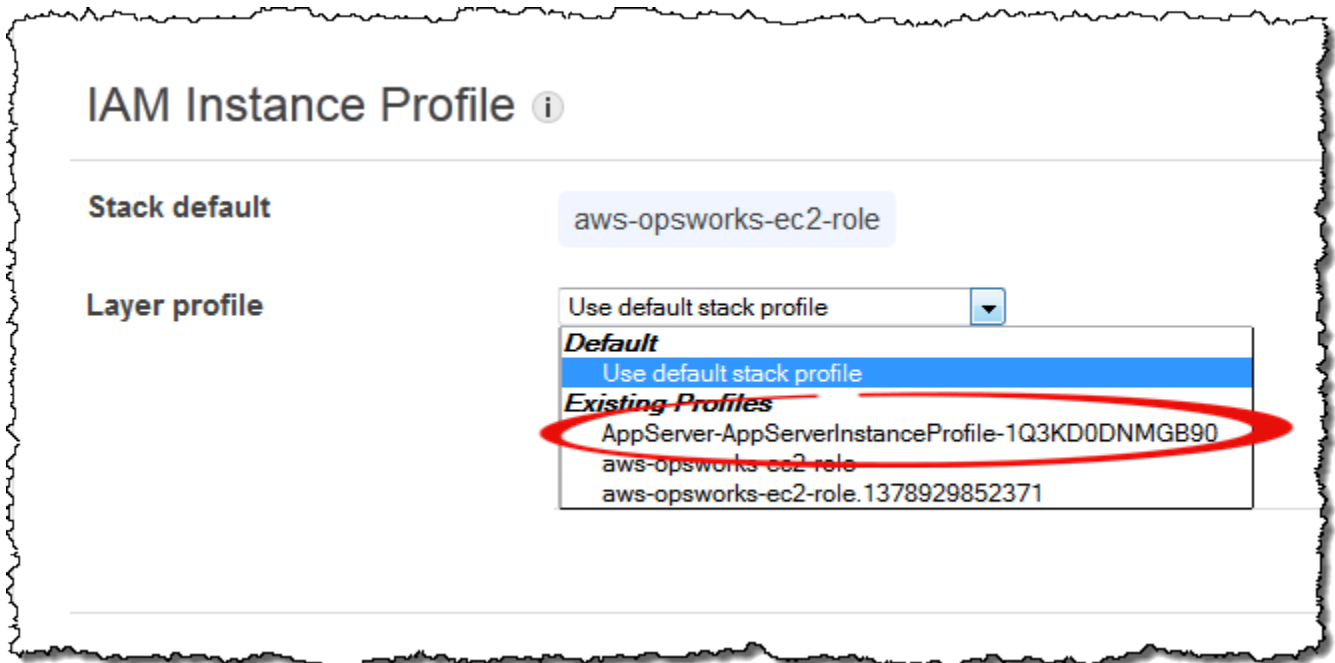 IAM Instance Profile i
Stack default
aws-opsworks-ec2-role
Layer profile
Use default stack profile
Default
Use default stack profile
Existing Profiles
AppServer-AppServerInstanceProfile-1Q3KD0DNMGB90
aws-opsworks-ec2-role
aws-opsworks-ec2-role.1378929852371